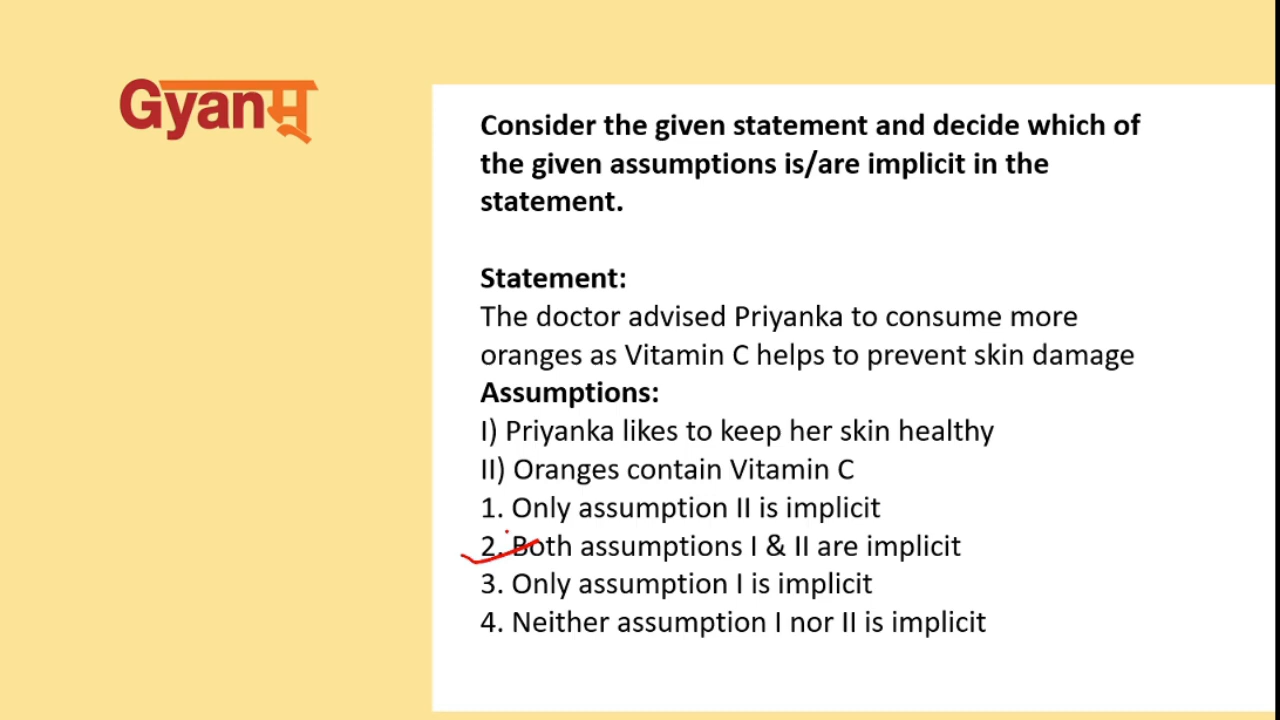 Gyanम्
Consider the given statement and decide which of
the given assumptions is/are implicit in the
statement.
Statement:
The doctor advised Priyanka to consume more
oranges as Vitamin C helps to prevent skin damage
Assumptions:
I) Priyanka likes to keep her skin healthy
II) Oranges contain Vitamin C
1. Only assumption II is implicit
2. Both assumptions I & II are implicit
3. Only assumption I is implicit
4. Neither assumption I nor II is implicit